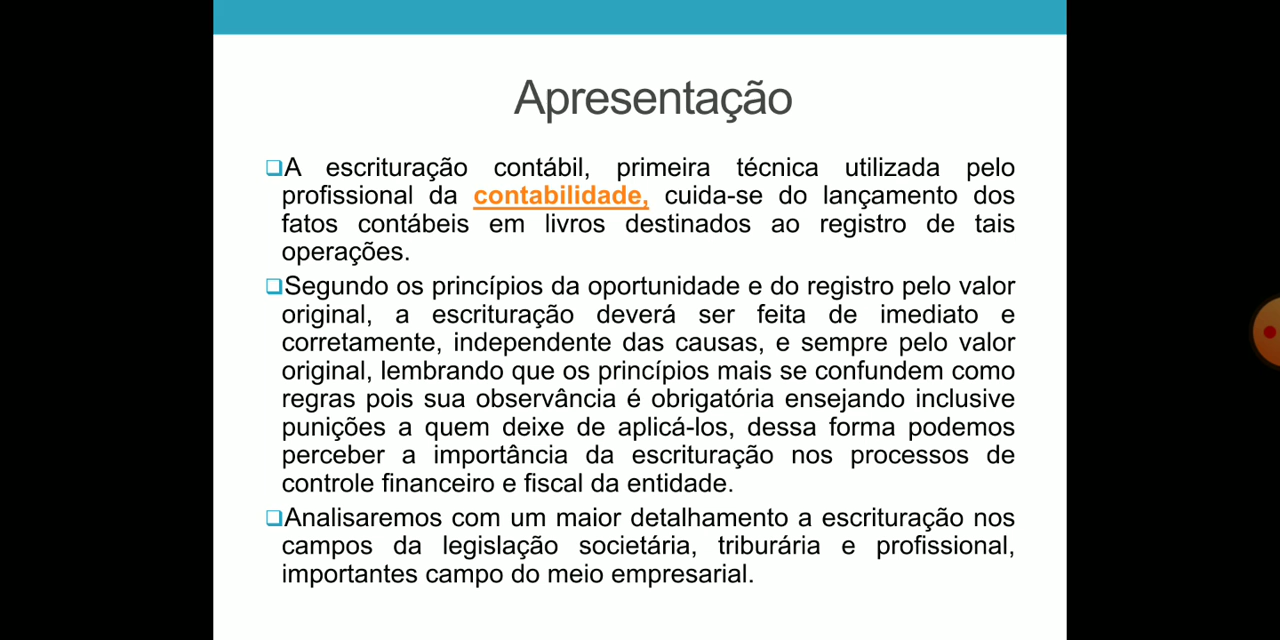 Apresentação
❑A escrituração contábil, primeira técnica utilizada pelo
profissional da contabilidade, cuida-se do lançamento dos
fatos contábeis em livros destinados ao registro de tais
operações.
❑Segundo os princípios da oportunidade e do registro pelo valor
original, a escrituração deverá ser feita de imediato e
corretamente, independente das causas, e sempre pelo valor
original, lembrando que os princípios mais se confundem como
regras pois sua observância é obrigatória ensejando inclusive
punições a quem deixe de aplicá-los, dessa forma podemos
perceber a importância da escrituração nos processos de
controle financeiro e fiscal da entidade.
❑Analisaremos com um maior detalhamento a escrituração nos
campos da legislação societária, triburária e profissional,
importantes campo do meio empresarial.